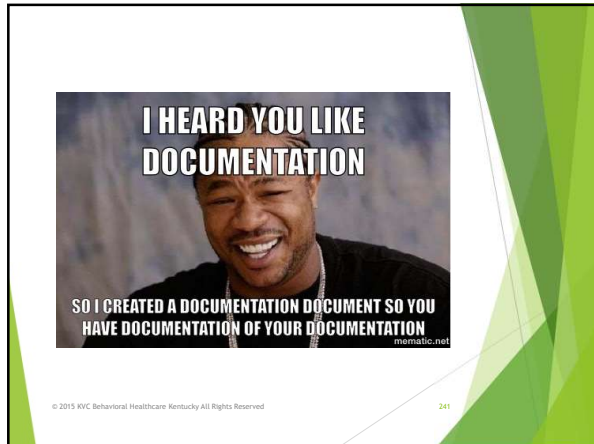 I HEARD YOU LIKE
DOCUMENTATION
SO I CREATED A DOCUMENTATION DOCUMENT SO YOU
HAVE DOCUMENTATION OF YOUR DOCUMENTATION
mematic.net
© 2015 KVC Behavioral Healthcare Kentucky All Rights Reserved
241